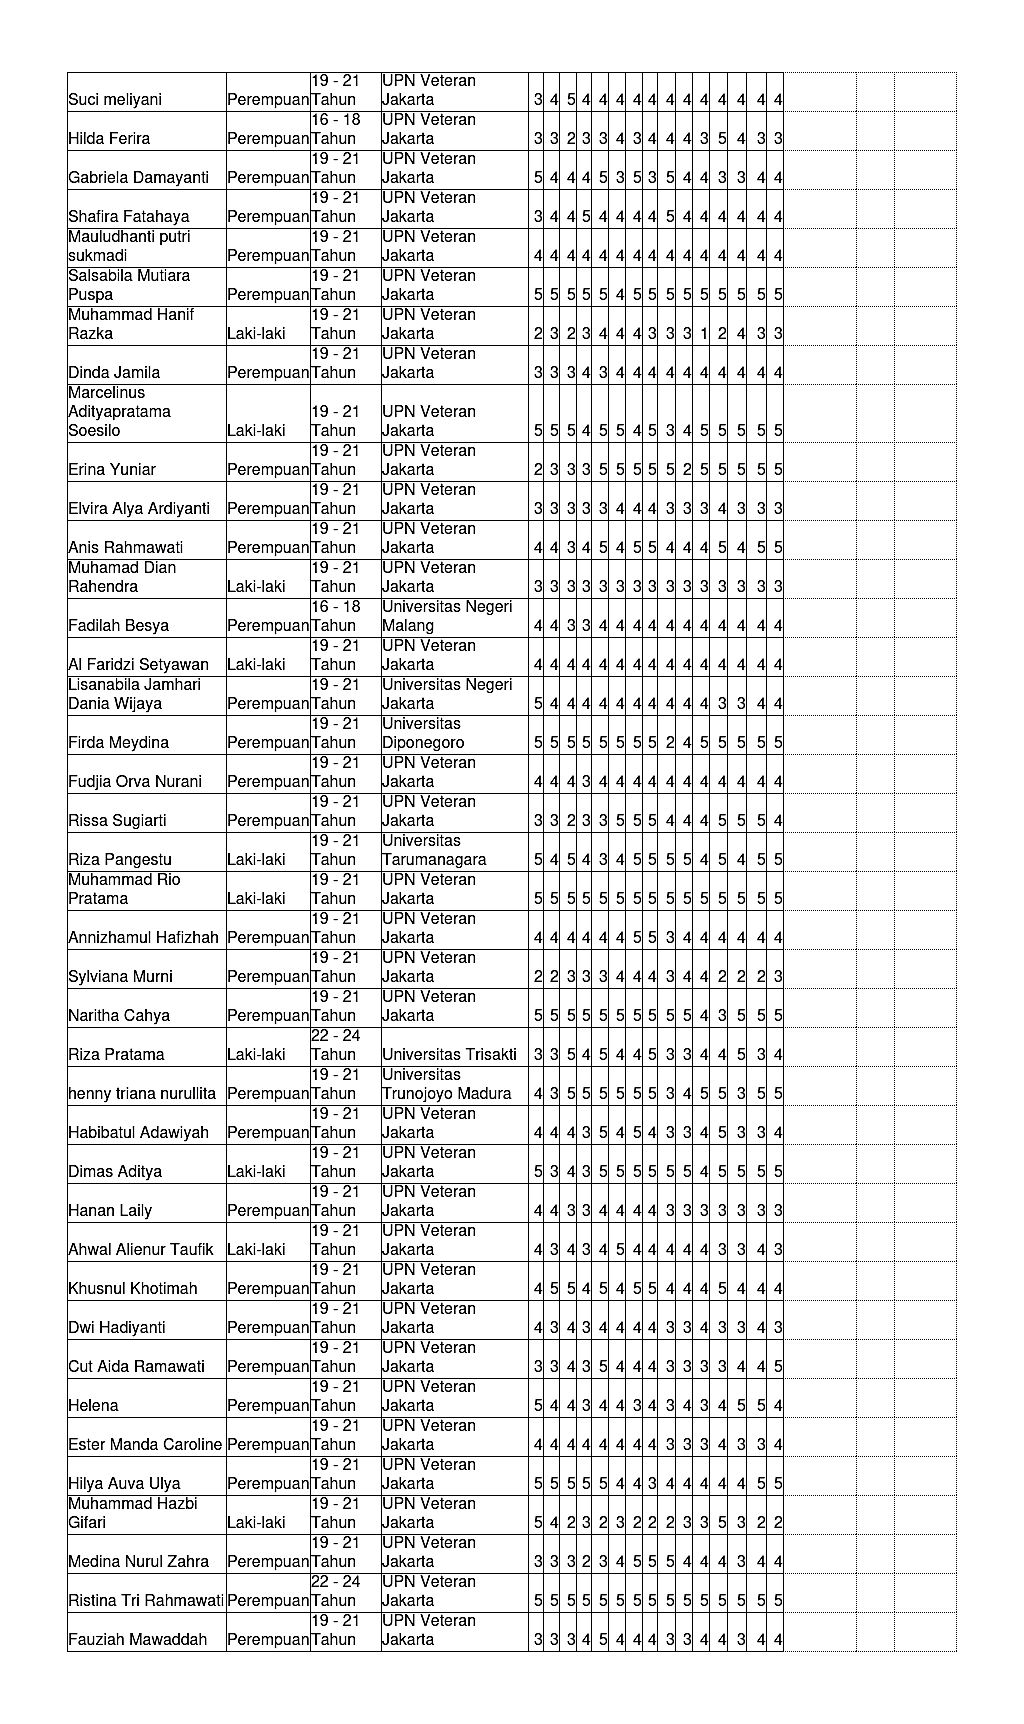 Suci meliyani Perempuan 19 - 21 Tahun UPN Veteran Jakarta 3 4 5 4 4 4 4 4 4 4 4 4 4 4 4
Hilda Ferira Perempuan 16 - 18 Tahun UPN Veteran Jakarta 3 3 2 3 3 4 3 4 4 4 3 5 4 3 3
Gabriela Damayanti Perempuan 19 - 21 Tahun UPN Veteran Jakarta 5 4 4 4 5 3 5 3 5 4 4 3 3 4 4
Shafira Fatahaya Perempuan 19 - 21 Tahun UPN Veteran Jakarta 3 4 4 5 4 4 4 4 5 4 4 4 4 4 4
Mauludhanti putri sukmadi Perempuan 19 - 21 Tahun UPN Veteran Jakarta 4 4 4 4 4 4 4 4 4 4 4 4 4 4 4
Salsabila Mutiara Puspa Perempuan 19 - 21 Tahun UPN Veteran Jakarta 5 5 5 5 5 4 5 5 5 5 5 5 5 5 5
Muhammad Hanif Razka Laki-laki 19 - 21 Tahun UPN Veteran Jakarta 2 3 2 3 4 4 4 3 3 3 1 2 4 3 3
Dinda Jamila Perempuan 19 - 21 Tahun UPN Veteran Jakarta 3 3 3 4 3 4 4 4 4 4 4 4 4 4 4
Marcelinus Adityapratama Soesilo Laki-laki 19 - 21 Tahun UPN Veteran Jakarta 5 5 5 4 5 5 4 5 3 4 5 5 5 5 5
Erina Yuniar Perempuan 19 - 21 Tahun UPN Veteran Jakarta 2 3 3 3 5 5 5 5 5 2 5 5 5 5 5
Elvira Alya Ardiyanti Perempuan 19 - 21 Tahun UPN Veteran Jakarta 3 3 3 3 3 4 4 4 3 3 3 4 3 3 3
Anis Rahmawati Perempuan 19 - 21 Tahun UPN Veteran Jakarta 4 4 3 4 5 4 5 5 4 4 4 5 4 5 5
Muhamad Dian Rahendra Laki-laki 19 - 21 Tahun UPN Veteran Jakarta 3 3 3 3 3 3 3 3 3 3 3 3 3 3 3
Fadilah Besya Perempuan 16 - 18 Tahun Universitas Negeri Malang 4 4 3 3 4 4 4 4 4 4 4 4 4 4 4
Al Faridzi Setyawan Laki-laki 19 - 21 Tahun UPN Veteran Jakarta 4 4 4 4 4 4 4 4 4 4 4 4 4 4 4
Lisanabila Jamhari Dania Wijaya Perempuan 19 - 21 Tahun Universitas Negeri Jakarta 5 4 4 4 4 4 4 4 4 4 4 3 3 4 4
Firda Meydina Perempuan 19 - 21 Tahun Universitas Diponegoro 5 5 5 5 5 5 5 5 2 4 5 5 5 5 5
Fudjia Orva Nurani Perempuan 19 - 21 Tahun UPN Veteran Jakarta 4 4 4 3 4 4 4 4 4 4 4 4 4 4 4
Rissa Sugiarti Perempuan 19 - 21 Tahun UPN Veteran Jakarta 3 3 2 3 3 5 5 5 4 4 4 5 5 5 4
Riza Pangestu Laki-laki 19 - 21 Tahun Universitas Tarumanagara 5 4 5 4 3 4 5 5 5 5 4 5 4 5 5
Muhammad Rio Pratama Laki-laki 19 - 21 Tahun UPN Veteran Jakarta 5 5 5 5 5 5 5 5 5 5 5 5 5 5 5
Annizhamul Hafizhah Perempuan 19 - 21 Tahun UPN Veteran Jakarta 4 4 4 4 4 4 5 5 3 4 4 4 4 4 4
Sylviana Murni Perempuan 19 - 21 Tahun UPN Veteran Jakarta 2 2 3 3 3 4 4 4 3 4 4 2 2 2 3
Naritha Cahya Perempuan 19 - 21 Tahun UPN Veteran Jakarta 5 5 5 5 5 5 5 5 5 5 4 3 5 5 5
Riza Pratama Laki-laki 22 - 24 Tahun Universitas Trisakti 3 3 5 4 5 4 4 5 3 3 4 4 5 3 4
henny triana nurullita Perempuan 19 - 21 Tahun Universitas Trunojoyo Madura 4 3 5 5 5 5 5 5 3 4 5 5 3 5 5
Habibatul Adawiyah Perempuan 19 - 21 Tahun UPN Veteran Jakarta 4 4 4 3 5 4 5 4 3 3 4 5 3 3 4
Dimas Aditya Laki-laki 19 - 21 Tahun UPN Veteran Jakarta 5 3 4 3 5 5 5 5 5 5 4 5 5 5 5
Hanan Laily Perempuan 19 - 21 Tahun UPN Veteran Jakarta 4 4 3 3 4 4 4 4 3 3 3 3 3 3 3
Ahwal Alienur Taufik Laki-laki 19 - 21 Tahun UPN Veteran Jakarta 4 3 4 3 4 5 4 4 4 4 4 3 3 4 3
Khusnul Khotimah Perempuan 19 - 21 Tahun UPN Veteran Jakarta 4 5 5 4 5 4 5 5 4 4 4 5 4 4 4
Dwi Hadiyanti Perempuan 19 - 21 Tahun UPN Veteran Jakarta 4 3 4 3 4 4 4 4 3 3 4 3 3 4 3
Cut Aida Ramawati Perempuan 19 - 21 Tahun UPN Veteran Jakarta 3 3 4 3 5 4 4 4 3 3 3 3 4 4 5
Helena Perempuan 19 - 21 Tahun UPN Veteran Jakarta 5 4 4 3 4 4 3 4 3 4 3 4 5 5 4
Ester Manda Caroline Perempuan 19 - 21 Tahun UPN Veteran Jakarta 4 4 4 4 4 4 4 4 3 3 3 4 3 3 4
Hilya Auva Ulya Perempuan 19 - 21 Tahun UPN Veteran Jakarta 5 5 5 5 5 4 4 3 4 4 4 4 4 5 5
Muhammad Hazbi Gifari Laki-laki 19 - 21 Tahun UPN Veteran Jakarta 5 4 2 3 2 3 2 2 2 3 3 5 3 2 2
Medina Nurul Zahra Perempuan 19 - 21 Tahun UPN Veteran Jakarta 3 3 3 2 3 4 5 5 5 4 4 4 3 4 4
Ristina Tri Rahmawati Perempuan 22 - 24 Tahun UPN Veteran Jakarta 5 5 5 5 5 5 5 5 5 5 5 5 5 5 5
Fauziah Mawaddah Perempuan 19 - 21 Tahun UPN Veteran Jakarta 3 3 3 4 5 4 4 4 3 3 4 4 3 4 4